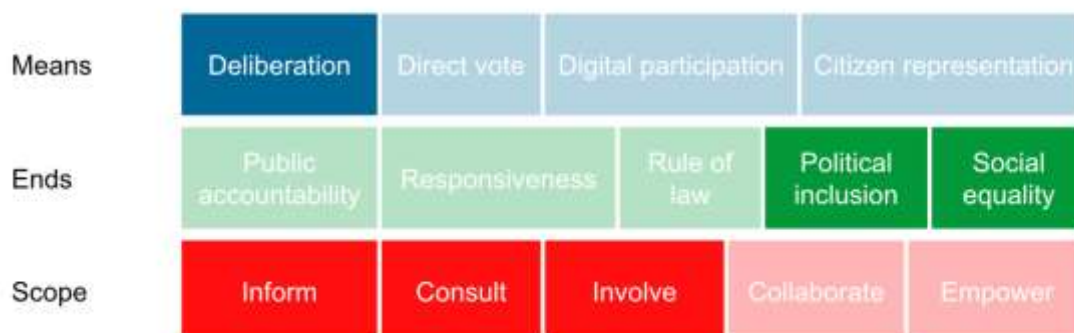 Means Deliberation Direct vote Digital participation Citizen representation
Ends Public accountability Responsiveness Rule of law Political inclusion Social equality
Scope Inform Consult Involve Collaborate Empower